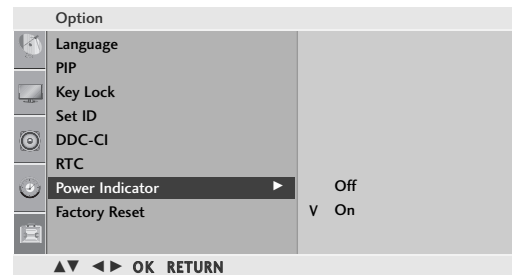 Option
Language
PIP
Key Lock
Set ID
DDC-CI
RTC
Power Indicator ► Off
Factory Reset V On
▲▼ ◄► OK RETURN